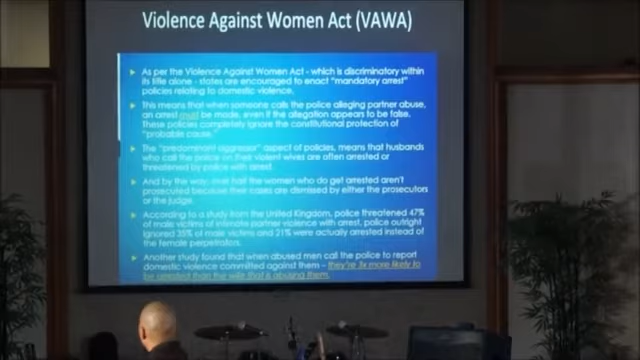 Violence Against Women Act (VAWA)
As per the Violence Against Women Act - which is discriminatory within
its title alone - states are encouraged to enact "mandatory arrest"
policies relating to domestic violence.
This means that when someone calls the police alleging partner abuse,
an arrest must be made, even if the allegation appears to be false.
These policies completely ignore the constitutional protection of
"probable cause."
The "predominant aggressor" aspect of policies, means that husbands
who call the police on their violent wives are often arrested or
threatened by police with arrest.
And by the way, over half the women who do get arrested aren't
prosecuted because their cases are dismissed by either the prosecutors
or the judge.
According to a study from the United Kingdom, police threatened 47%
of male victims of intimate partner violence with arrest, police outright
ignored 35% of male victims and 21% were actually arrested instead of
the female perpetrators.
Another study found that when abused men call the police to report
domestic violence committed against them - they're 3x more likely to
be arrested than the wife that is abusing them.